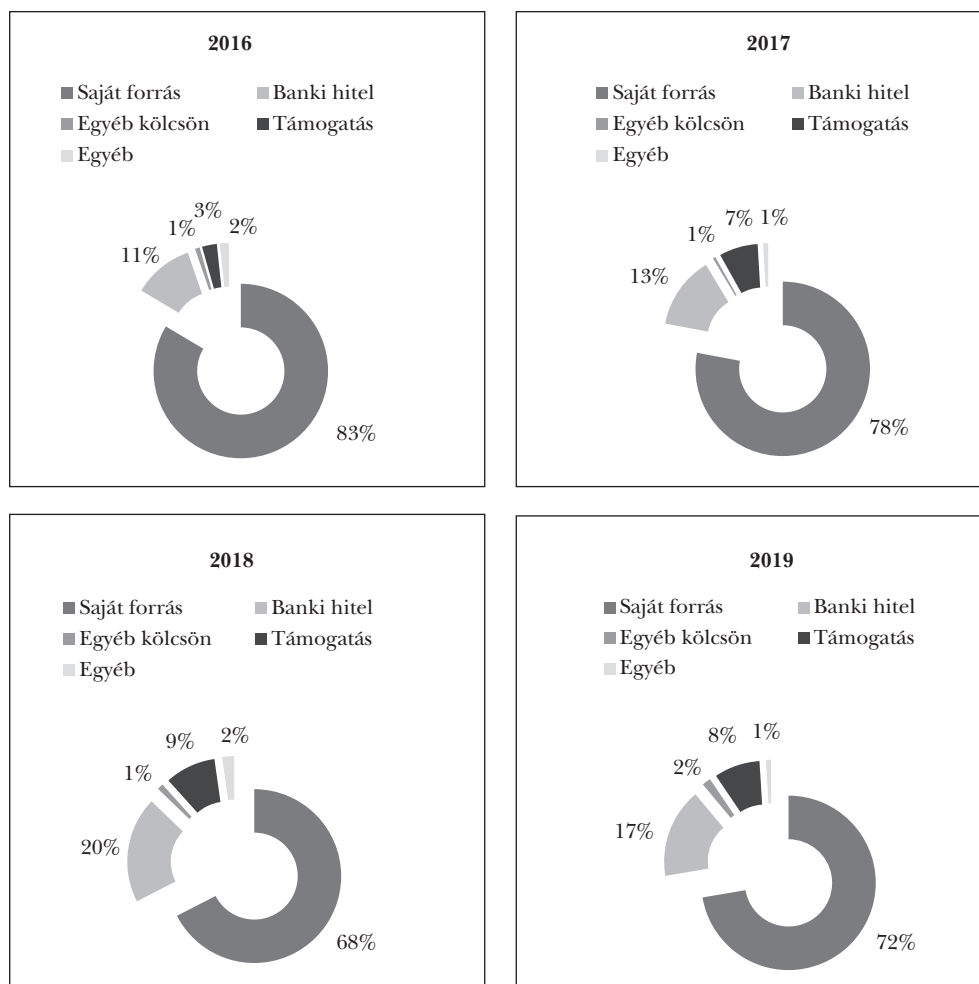 2016
Saját forrás Banki hitel
Egyéb kölcsön Támogatás
Egyéb
3%
1% 2%
11%
83%
2017
Saját forrás Banki hitel
Egyéb kölcsön Támogatás
Egyéb
7% 1%
1%
13%
78%
2018
Saját forrás Banki hitel
Egyéb kölcsön Támogatás
Egyéb
9% 2%
1%
20%
68%
2019
Saját forrás Banki hitel
Egyéb kölcsön Támogatás
Egyéb
8% 1%
2%
17%
72%